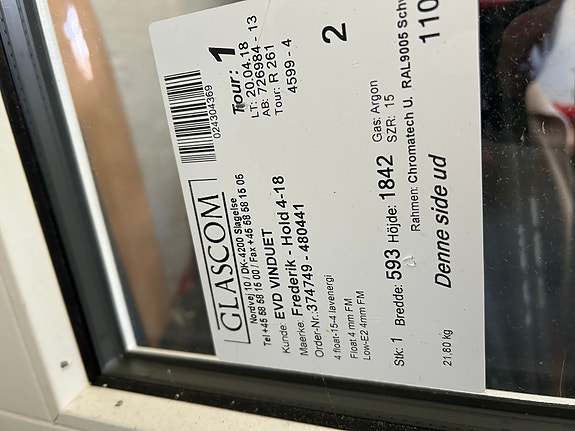 GLASCOM
Nordvej 10 / DK-4200 Slagelse
Tel +45 58 58 15 00 / Fax +45 58 58 15 05
024304369
Tour: 1
LT: 20.04.18 - 13
AB: 726984 - 4
Tour: R 261
4599 - 4
Kunde: EVD VINDUET
Maerke: Frederik - Hold 4-18
Order-Nr.:374749 - 480441
2
4 float-15-4 lavenergi
Float 4 mm FM
Low-E2 4mm FM
Stk: 1 Bredde: 593 Höjde: 1842 Gas: Argon
SZR: 15
Rahmen: Chromatech U. RAL9005 Schw
21,80 kg
Denne side ud
110